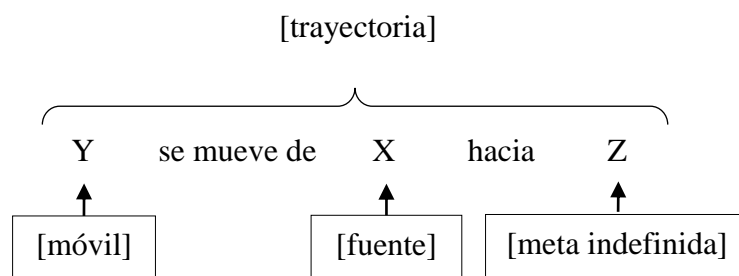 [trayectoria]
Y se mueve de X hacia Z
[móvil] [fuente] [meta indefinida]